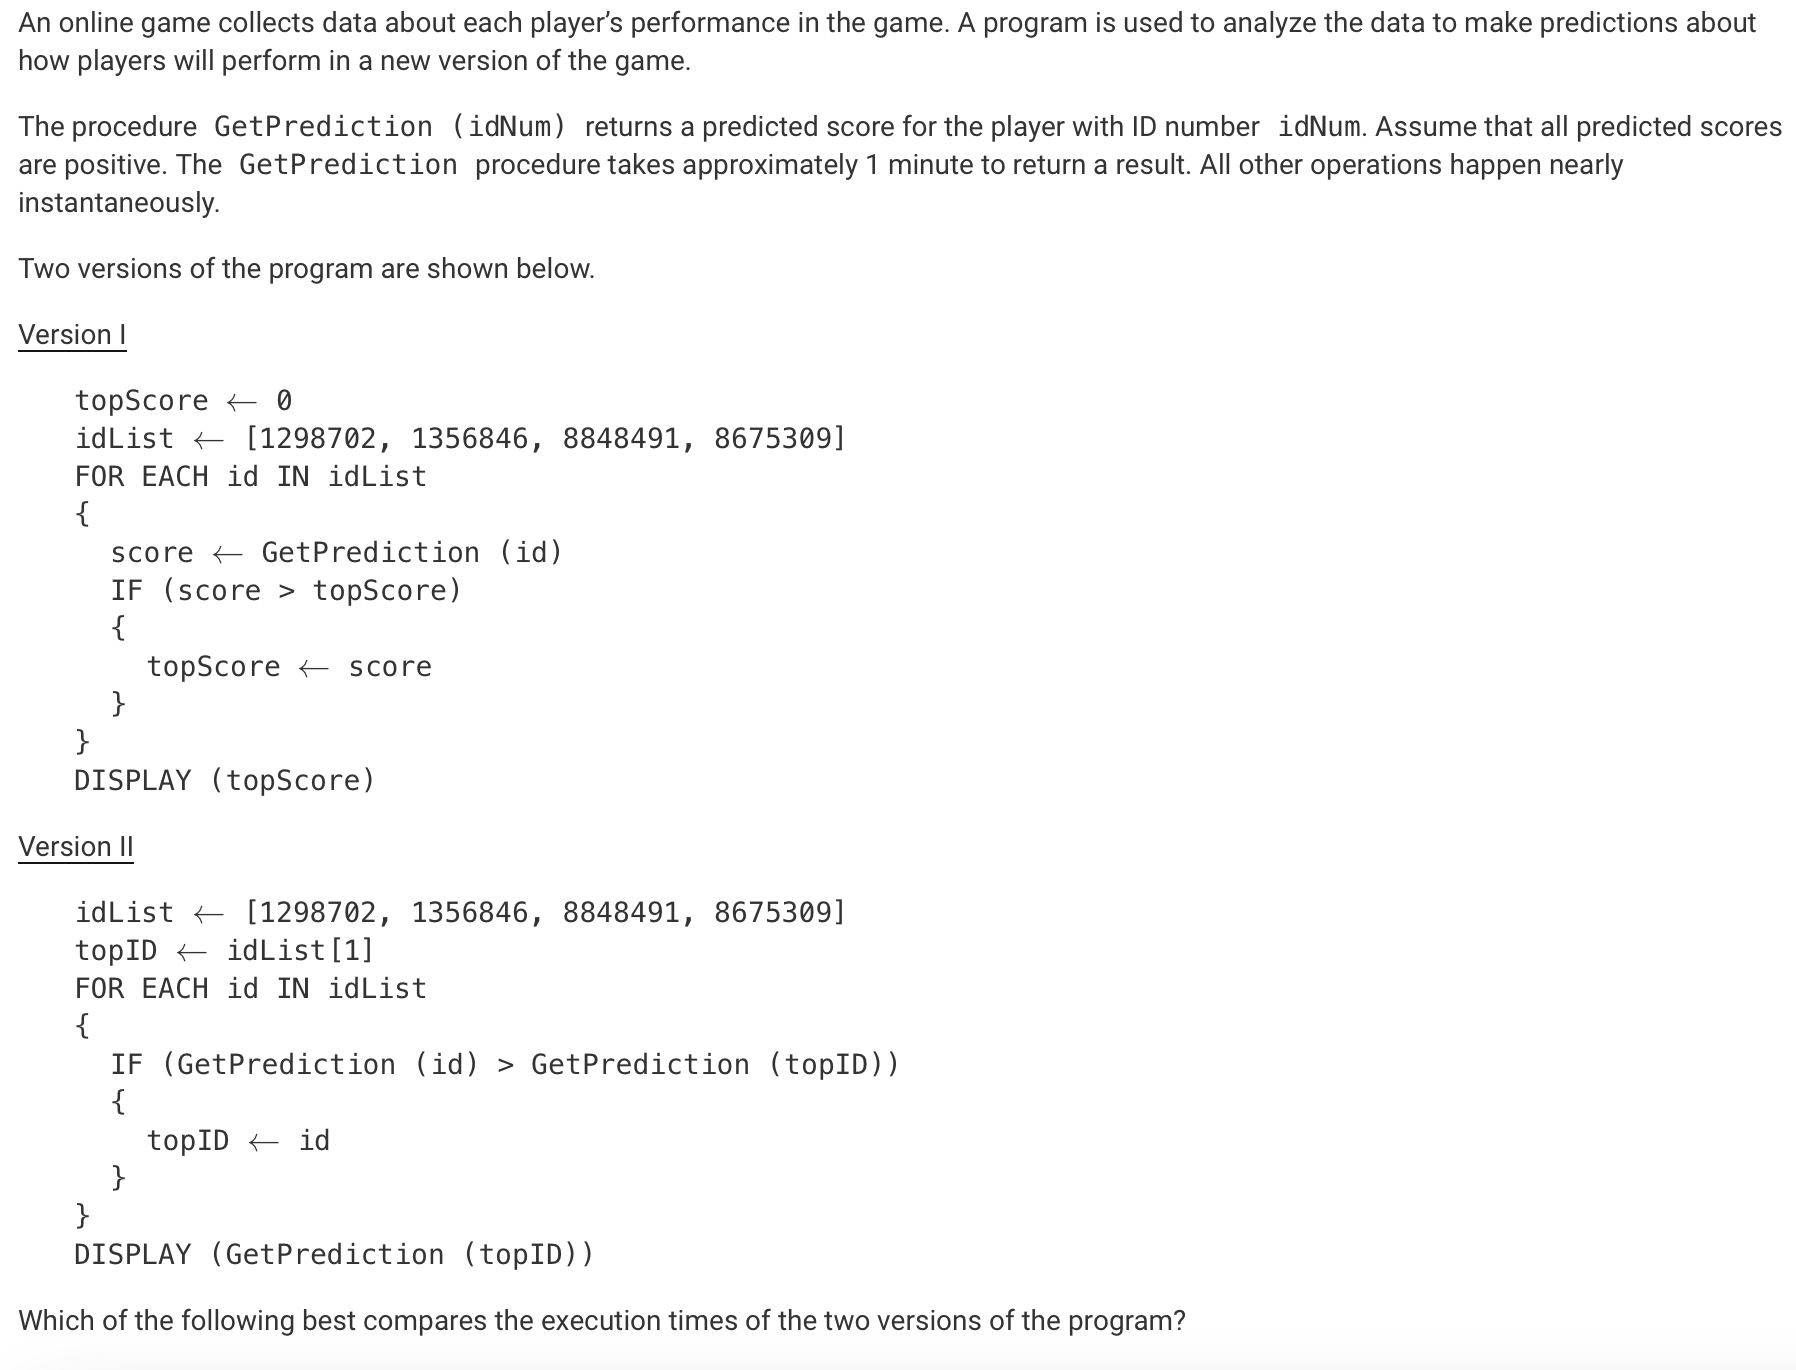 An online game collects data about each player’s performance in the game. A program is used to analyze the data to make predictions about
how players will perform in a new version of the game.
The procedure GetPrediction (idNum) returns a predicted score for the player with ID number idNum. Assume that all predicted scores
are positive. The GetPrediction procedure takes approximately 1 minute to return a result. All other operations happen nearly
instantaneously.
Two versions of the program are shown below.
Version I
topScore ← 0
idList ← [1298702, 1356846, 8848491, 8675309]
FOR EACH id IN idList
{
score ← GetPrediction (id)
IF (score > topScore)
{
topScore ← score
}
}
DISPLAY (topScore)
Version II
idList ← [1298702, 1356846, 8848491, 8675309]
topID ← idList[1]
FOR EACH id IN idList
{
IF (GetPrediction (id) > GetPrediction (topID))
{
topID ← id
}
}
DISPLAY (GetPrediction (topID))
Which of the following best compares the execution times of the two versions of the program?